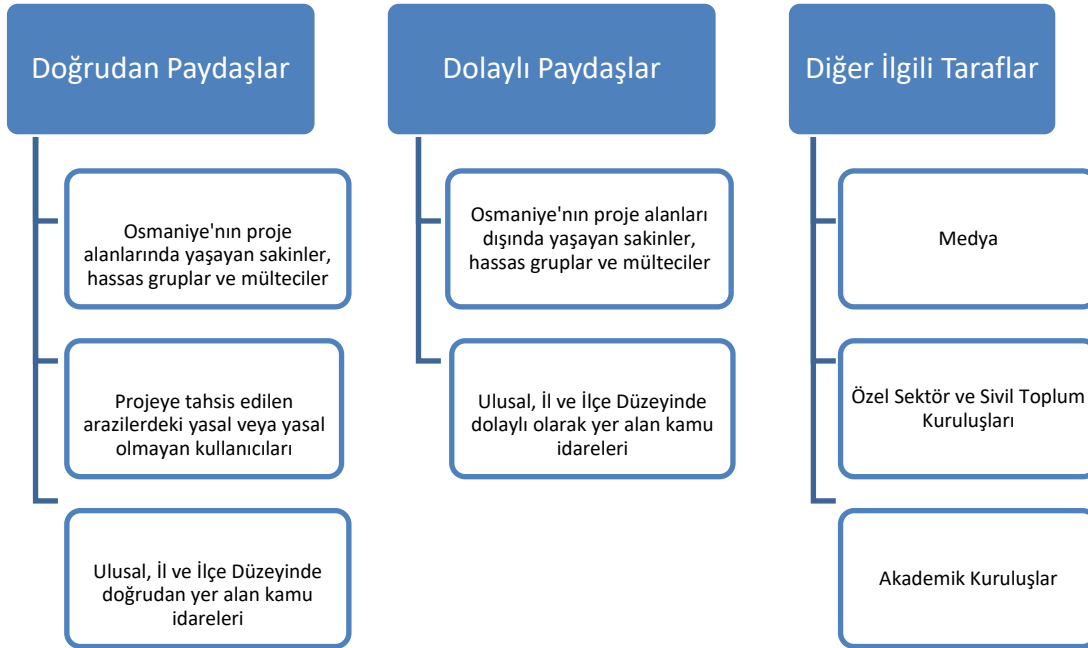 Doğrudan Paydaşlar
Osmaniye'nın proje
alanlarında yaşayan sakinler,
hassas gruplar ve mülteciler
Projeye tahsis edilen
arazilerdeki yasal veya yasal
olmayan kullanıcıları
Ulusal, İl ve İlçe Düzeyinde
doğrudan yer alan kamu
idareleri
Dolaylı Paydaşlar
Osmaniye'nın proje alanları
dışında yaşayan sakinler,
hassas gruplar ve mülteciler
Ulusal, İl ve İlçe Düzeyinde
dolaylı olarak yer alan kamu
idareleri
Diğer İlgili Taraflar
Medya
Özel Sektör ve Sivil Toplum
Kuruluşları
Akademik Kuruluşlar